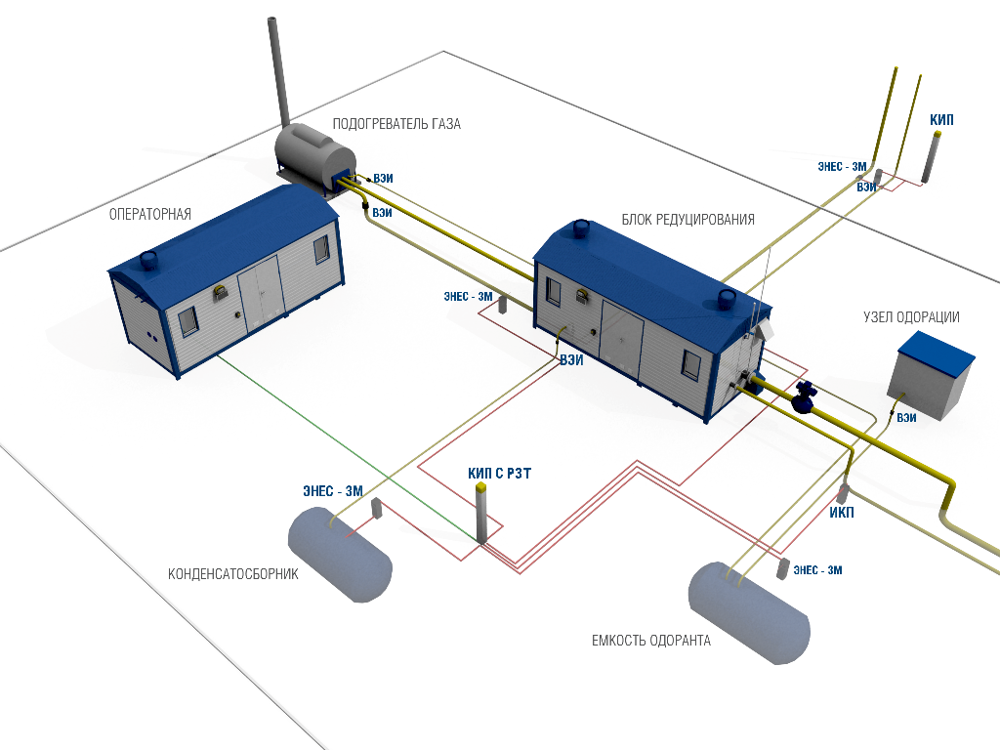 КИП
ПОДОГРЕВАТЕЛЬ ГАЗА
ЭНЕС - 3М
ВЭИ
ВЭИ
ОПЕРАТОРНАЯ
ВЭИ
БЛОК РЕДУЦИРОВАНИЯ
ЭНЕС - 3М
УЗЕЛ ОДОРАЦИИ
ВЭИ
ВЭИ
КИП С РЗТ
ЭНЕС - 3М
ИКП
КОНДЕНСАТОСБОРНИК
ЭНЕС - 3М
ЕМКОСТЬ ОДОРАНТА